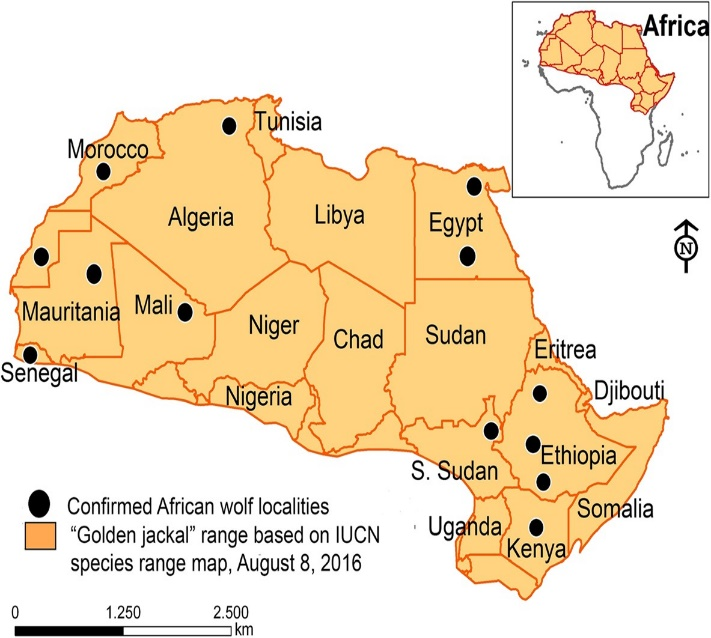 Africa
Tunisia
Morocco
Algeria
Libya
Egypt
N
Mauritania
Mali
Niger
Chad
Sudan
Eritrea
Senegal
Nigeria
Djibouti
Ethiopia
S. Sudan
Somalia
Uganda
Kenya
Confirmed African wolf localities
“Golden jackal” range based on IUCN
species range map, August 8, 2016
0 1.250 2.500
km